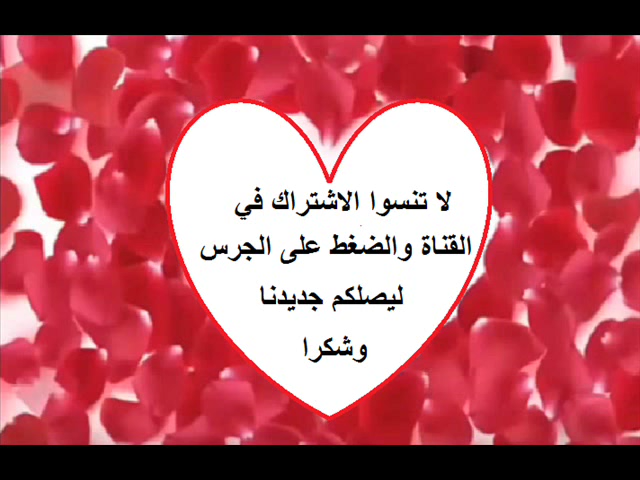 لا تنسوا الاشتراك في
القناة والضغط على الجرس
ليصلكم جديدنا
وشكرا